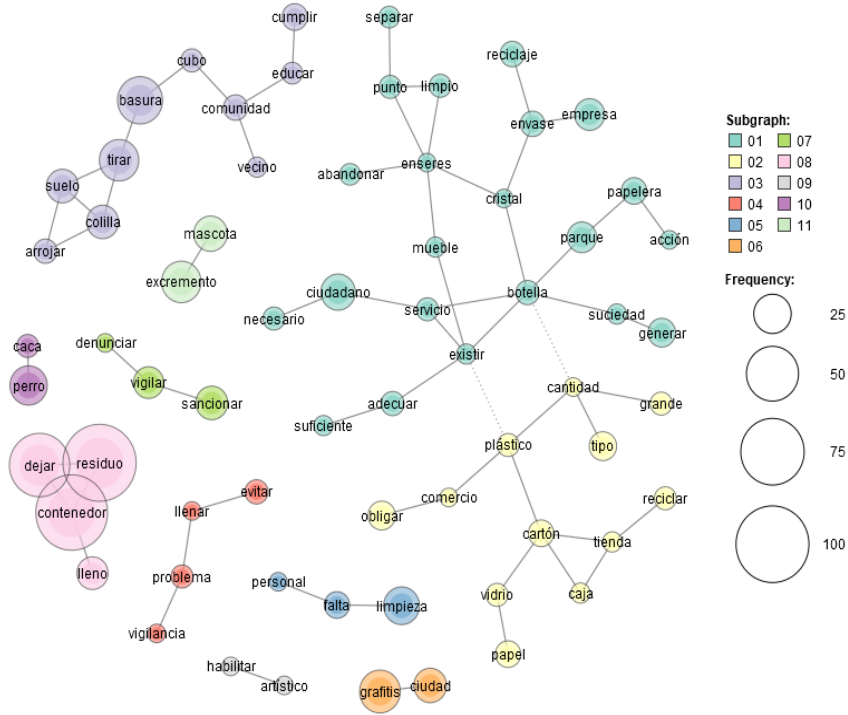 cumplir
separar
cubo
reciclaje
educar
punto
limpio
basura
comunidad
envase
empresa
tirar
vecino
enseres
abandonar
suelo
cristal
papelera
colilla
arrojar
mascota
mueble
parque
acción
excremento
ciudadano
botella
necesario
servicio
suciedad
generar
caca
denunciar
existir
perro
vigilar
sancionar
adecuar
cantidad
grande
suficiente
plástico
tipo
dejar
residuo
contenedor
evitar
llenar
comercio
obligar
reciclar
cartón
tienda
lleno
problema
personal
falta
limpieza
vidrio
caja
vigilancia
papel
habilitar
artístico
grafitis
ciudad
Subgraph:
01
02
03
04
05
06
07
08
09
10
11
Frequency:
25
50
75
100